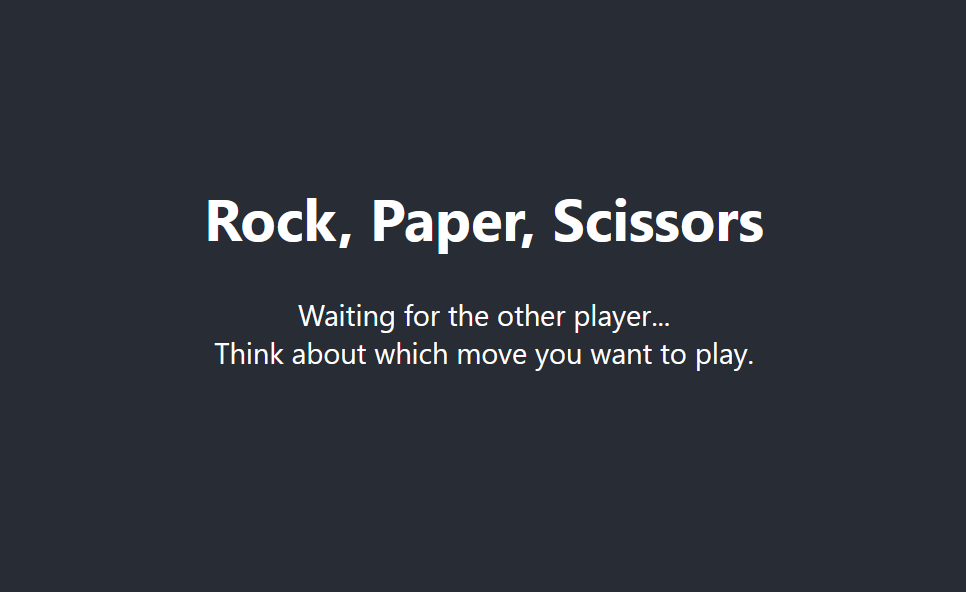 Rock, Paper, Scissors
Waiting for the other player...
Think about which move you want to play.